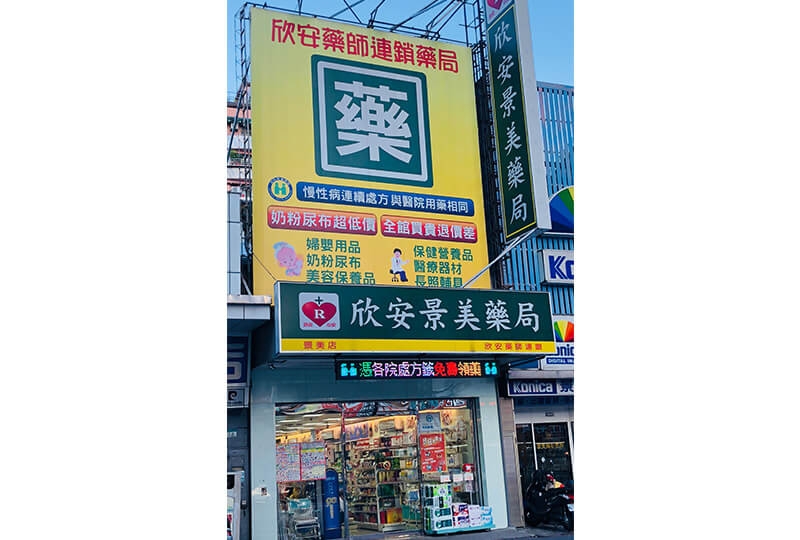 欣安藥師連鎖藥局
藥
慢性病連續處方 與醫院用藥相同
奶粉尿布超低價
全館買貴退價差
婦嬰用品
奶粉尿布
美容保養品
保健營養品
醫療器材
長照輔具
欣安景美藥局
R
欣安景美藥局
景美店
欣安藥師連盟
憑各院處方籤免費領藥
Ko
Konica